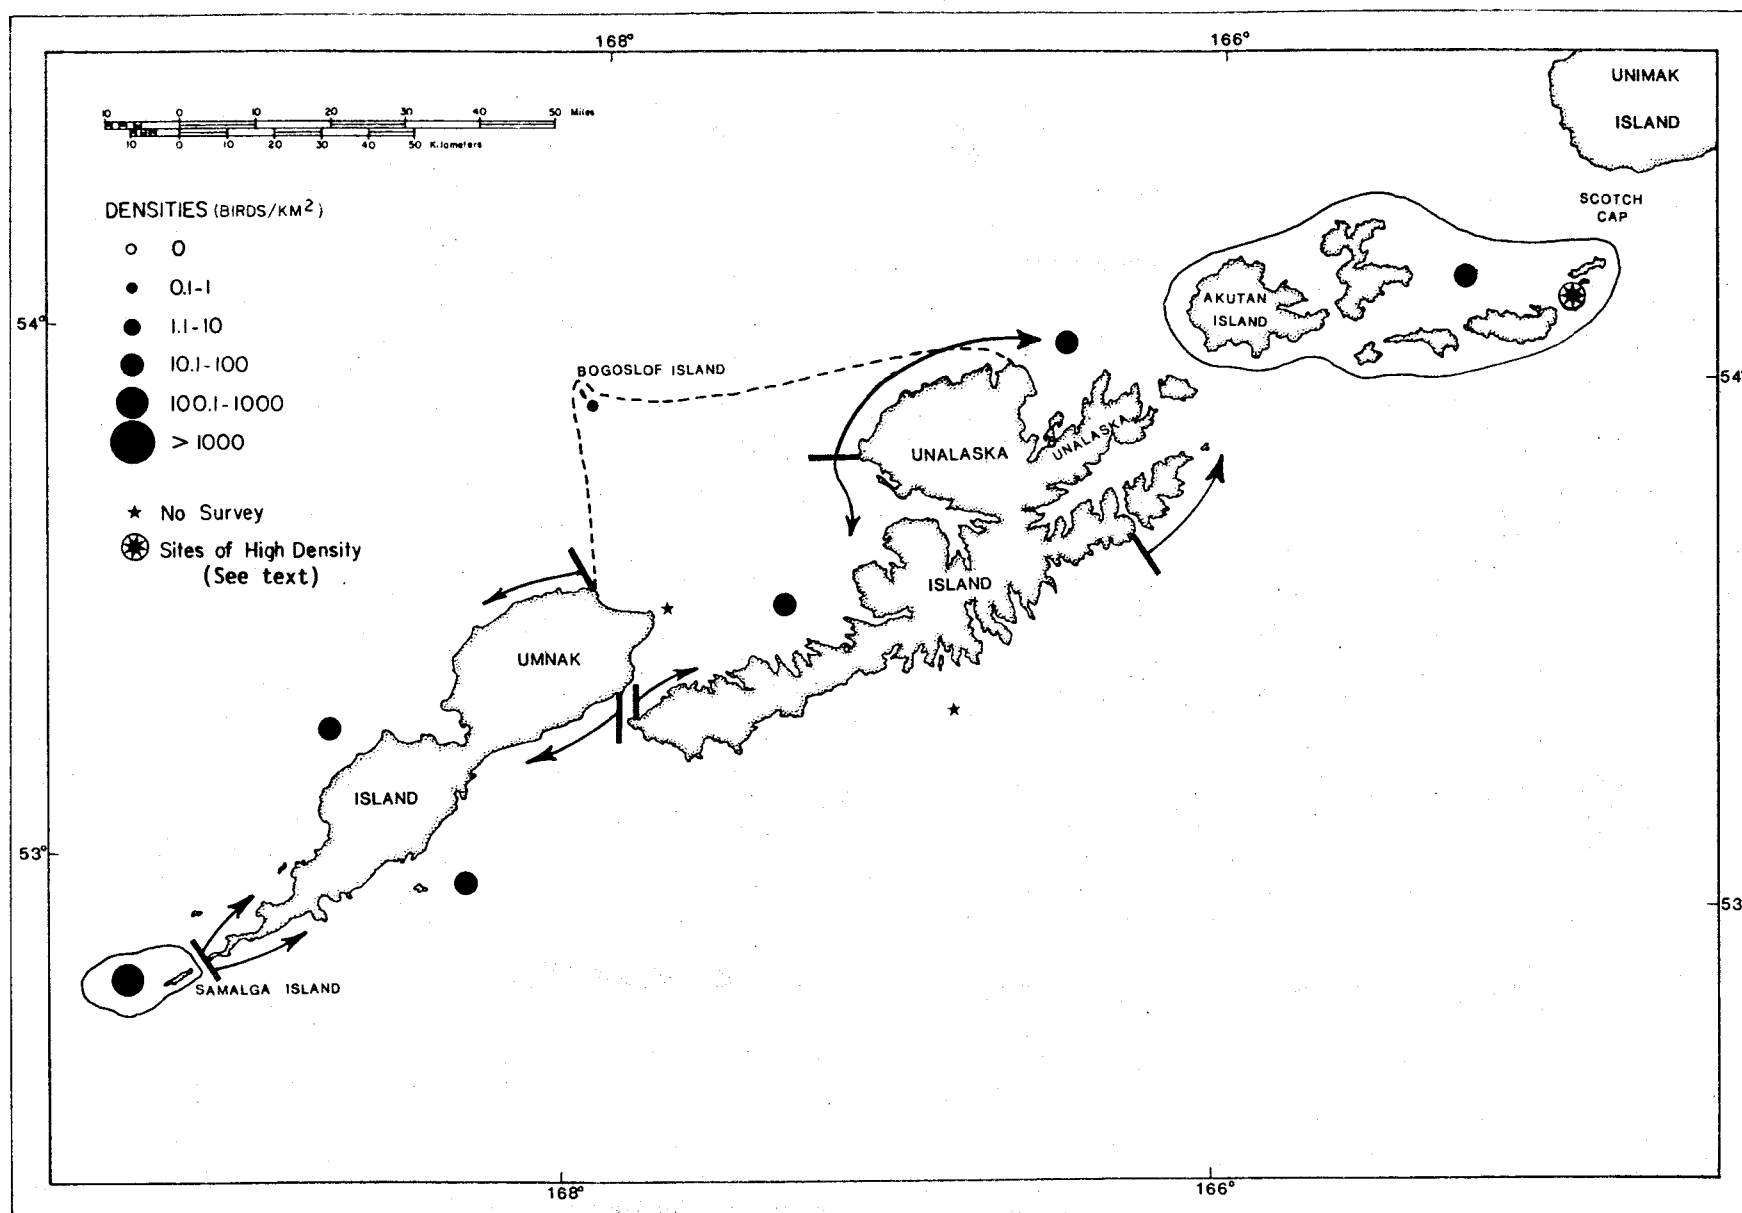 168° 166°
UNIMAK
ISLAND
10 0 10 20 30 40 50 Miles
10 0 10 20 30 40 50 Kilometers
DENSITIES (BIRDS/KM²)
0
0.1-1
1.1-10
10.1-100
100.1-1000
> 1000
No Survey
Sites of High Density
(See text)
SCOTCH
CAP
AKUTAN
ISLAND
54°
54°
BOGOSLOF ISLAND
UNALASKA
UNALASKA
ISLAND
UMNAK
ISLAND
53°
53°
SAMALGA ISLAND
168° 166°